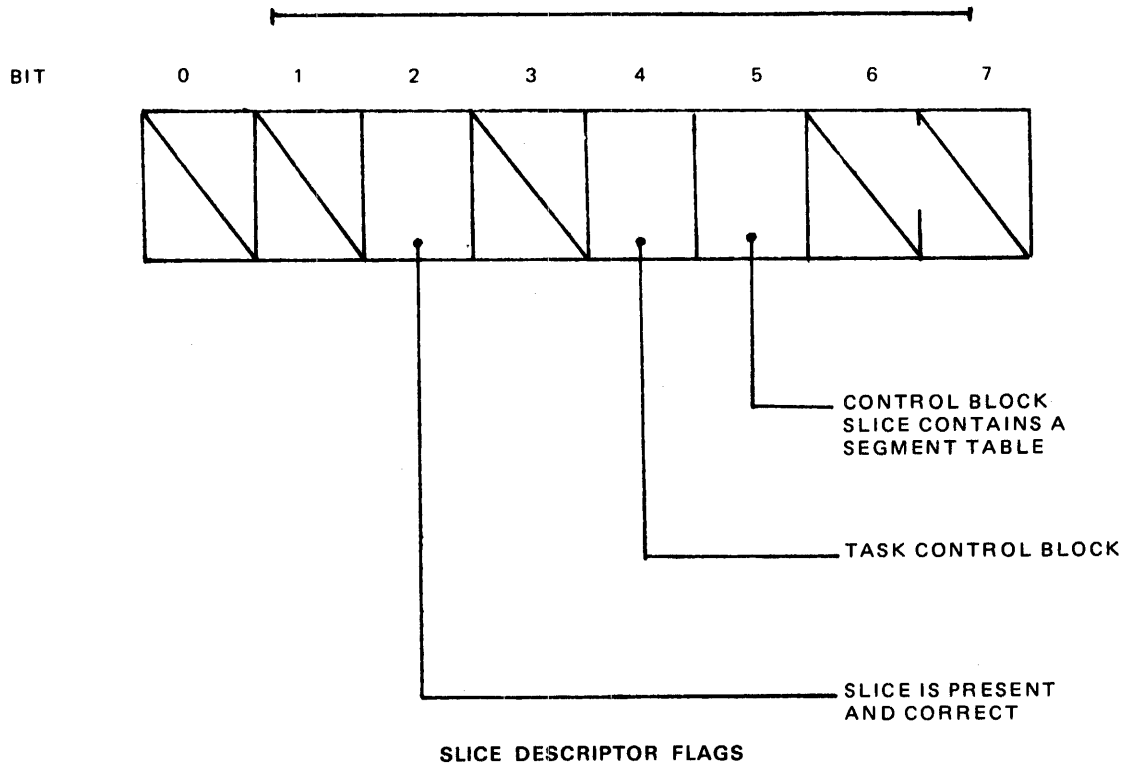 BIT 0 1 2 3 4 5 6 7
CONTROL BLOCK
SLICE CONTAINS A
SEGMENT TABLE
TASK CONTROL BLOCK
SLICE IS PRESENT
AND CORRECT
SLICE DESCRIPTOR FLAGS